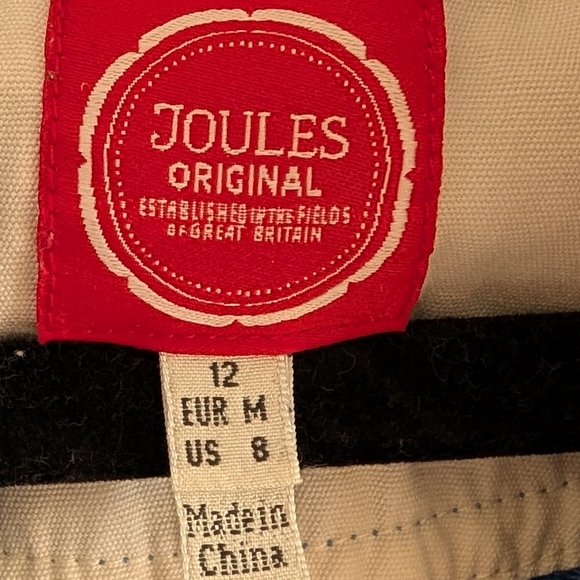 JOULES
ORIGINAL
ESTABLISHED IN THE FIELDS
OF GREAT BRITAIN
12
EUR M
US 8
Made in
China